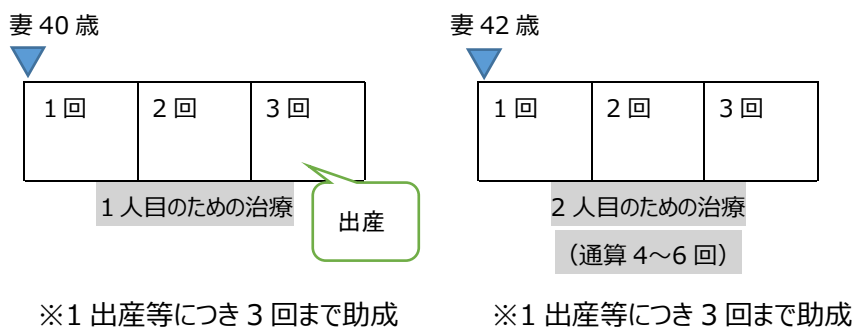 妻 40 歳
1 回
2 回
3 回
1 人目のための治療
出産
※1 出産等につき 3 回まで助成
妻 42 歳
1 回
2 回
3 回
2 人目のための治療
（通算 4～6 回）
※1 出産等につき 3 回まで助成